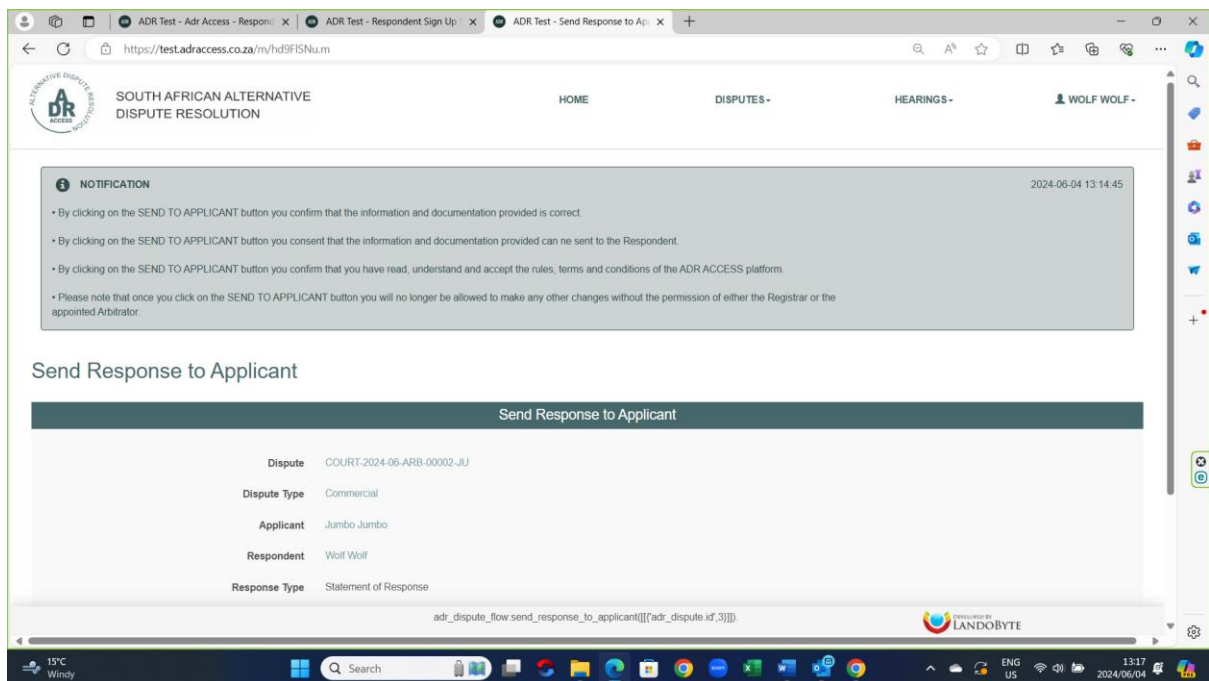 ADR Test - Adr Access - Respond
ADR Test - Respondent Sign Up
ADR Test - Send Response to Ap
https://test.adraccess.co.za/m/hd9FISNu.m
ALTERNATIVE DISPUTE RESOLUTION
ADR
ACCESS
SOUTH AFRICAN ALTERNATIVE
DISPUTE RESOLUTION
HOME
DISPUTES
HEARINGS
WOLF WOLF
NOTIFICATION
2024-06-04 13:14:45
• By clicking on the SEND TO APPLICANT button you confirm that the information and documentation provided is correct.
• By clicking on the SEND TO APPLICANT button you consent that the information and documentation provided can ne sent to the Respondent.
• By clicking on the SEND TO APPLICANT button you confirm that you have read, understand and accept the rules, terms and conditions of the ADR ACCESS platform.
• Please note that once you click on the SEND TO APPLICANT button you will no longer be allowed to make any other changes without the permission of either the Registrar or the
appointed Arbitrator.
Send Response to Applicant
Send Response to Applicant
Dispute COURT-2024-06-ARB-00002-JU
Dispute Type Commercial
Applicant Jumbo Jumbo
Respondent Wolf Wolf
Response Type Statement of Response
adr_dispute_flow:send_response_to_applicant([[{'adr_dispute.id',3}]]).
DEVELOPED BY
LANDOBYTE
15°C
Windy
Search
ENG
US
13:17
2024/06/04